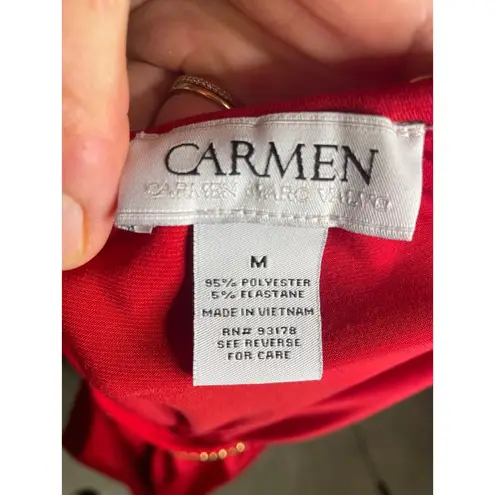 CARMEN
CARMEN MARC VALVO
M
95% POLYESTER
5% ELASTANE
MADE IN VIETNAM
RN# 93178
SEE REVERSE
FOR CARE